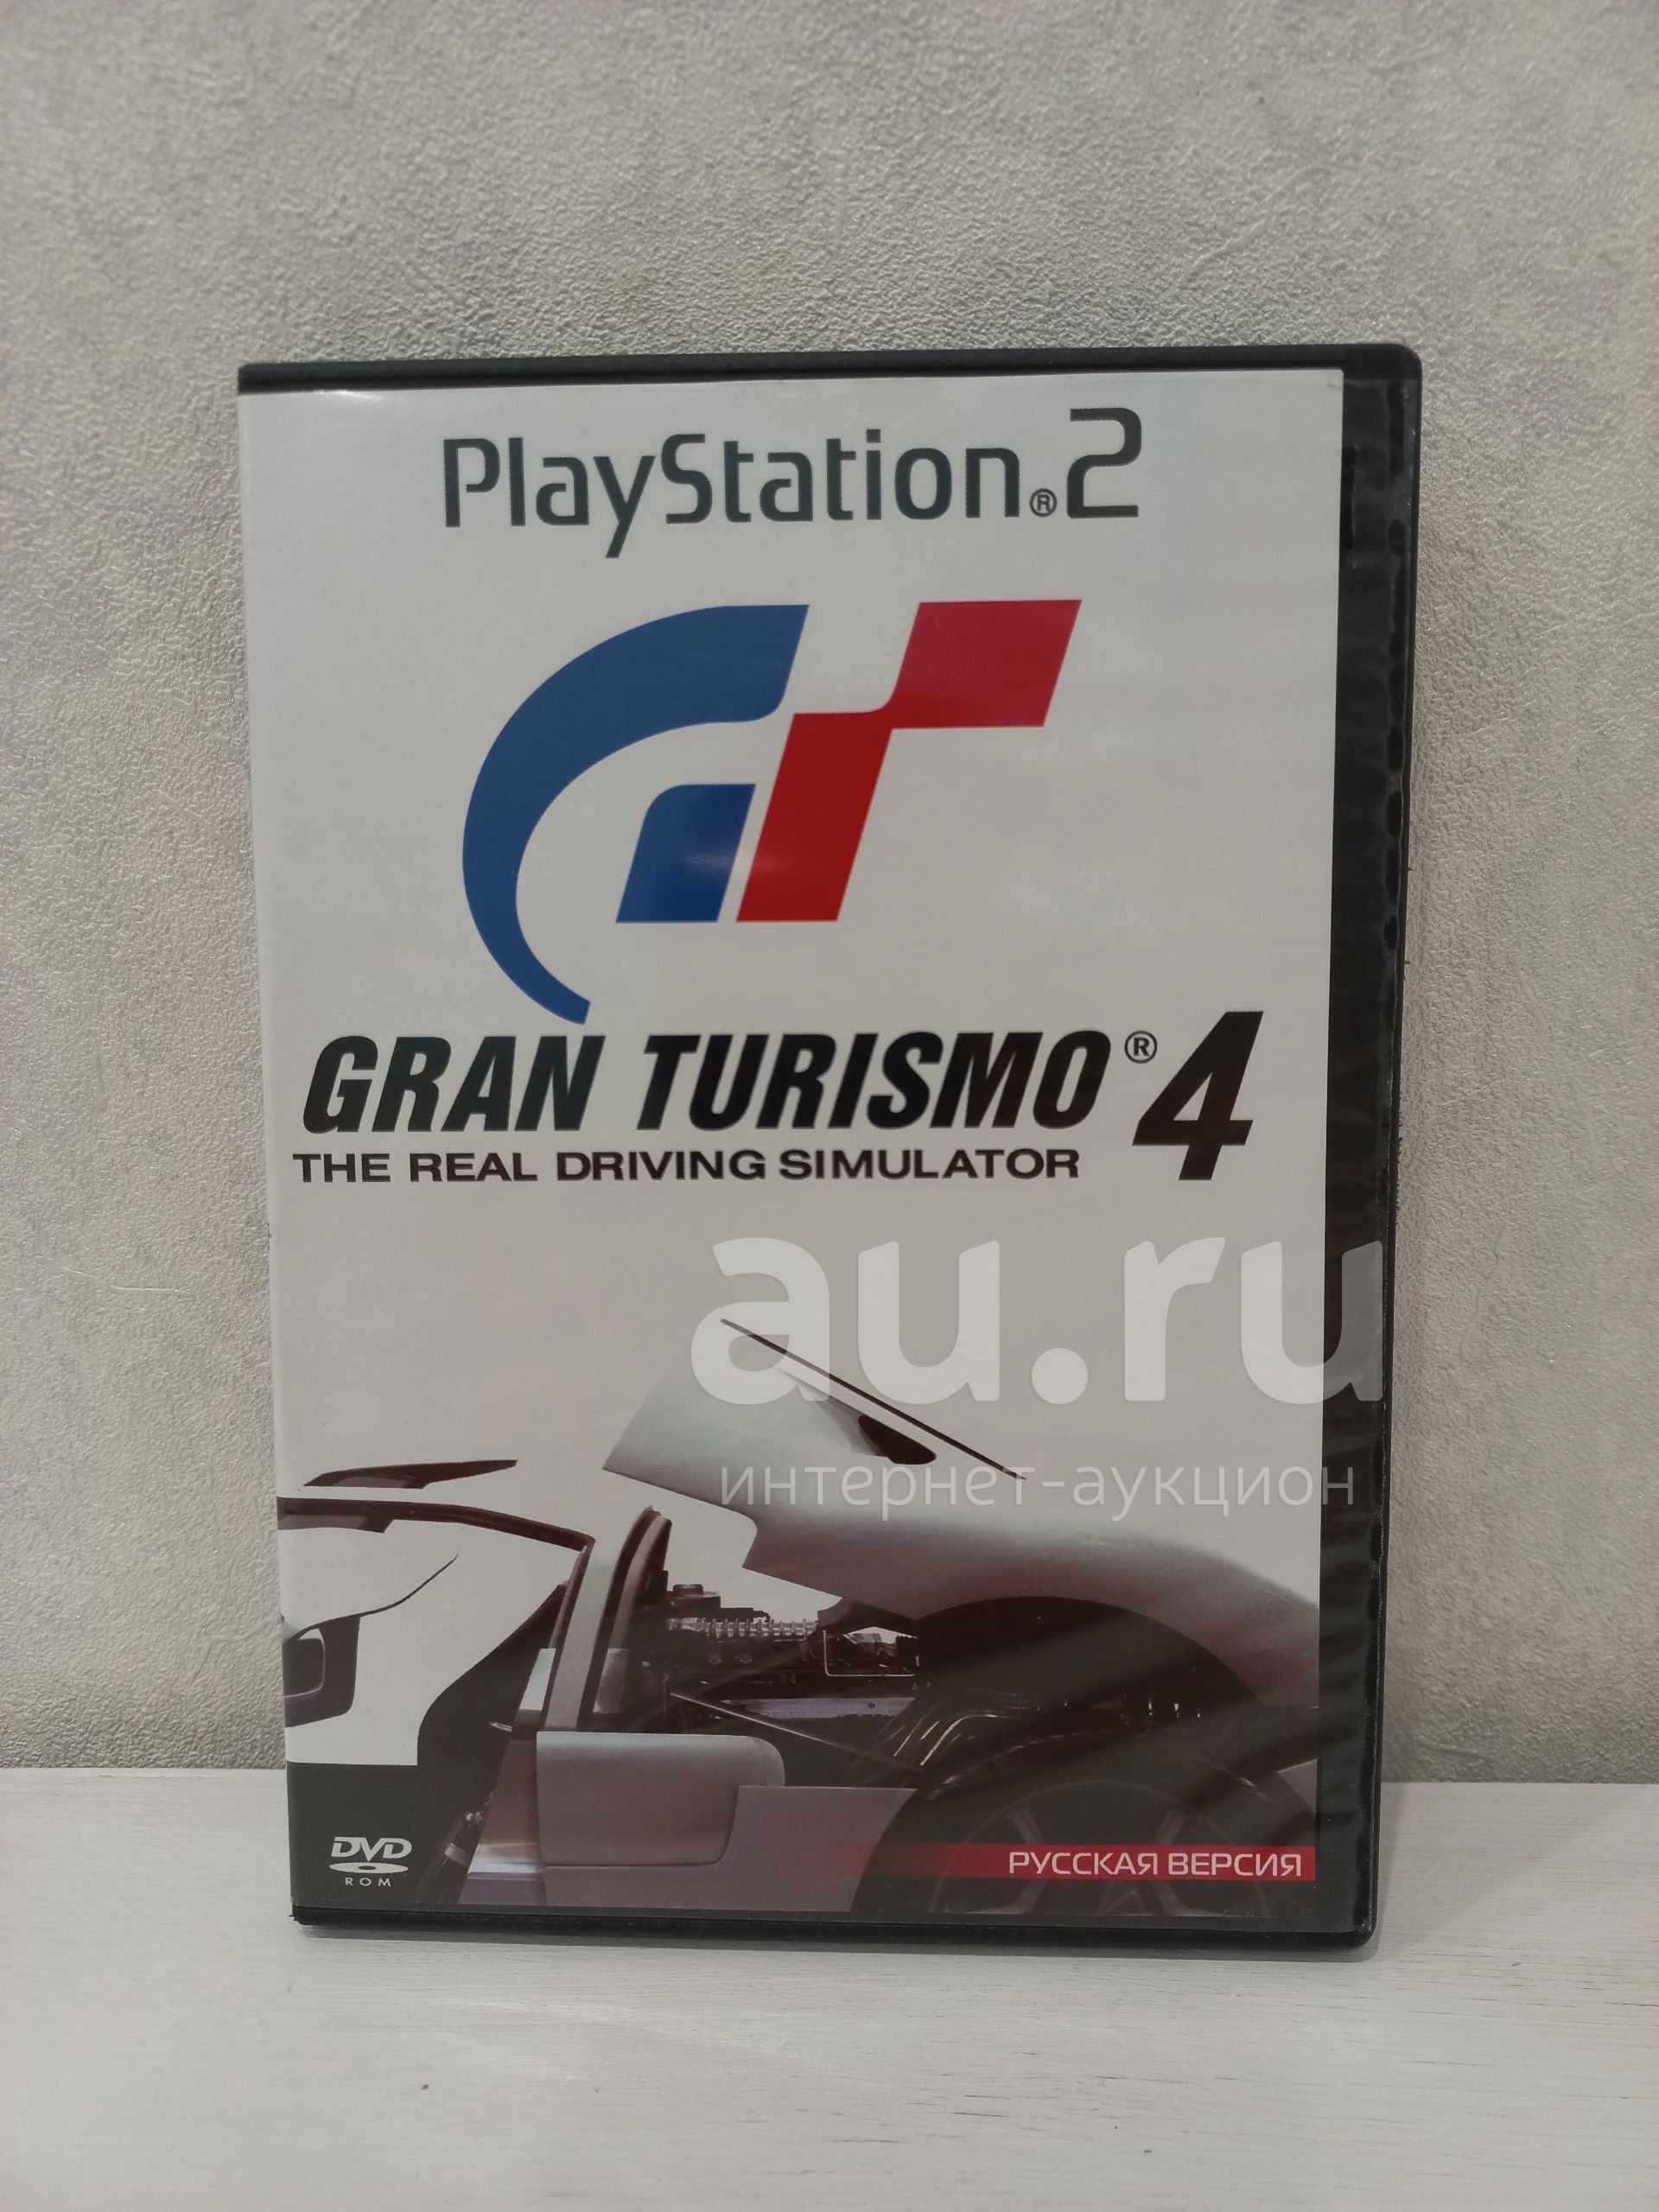 PlayStation®2
GRAN TURISMO®4
THE REAL DRIVING SIMULATOR
au.ru
интернет-аукцион
DVD
ROM
РУССКАЯ ВЕРСИЯ